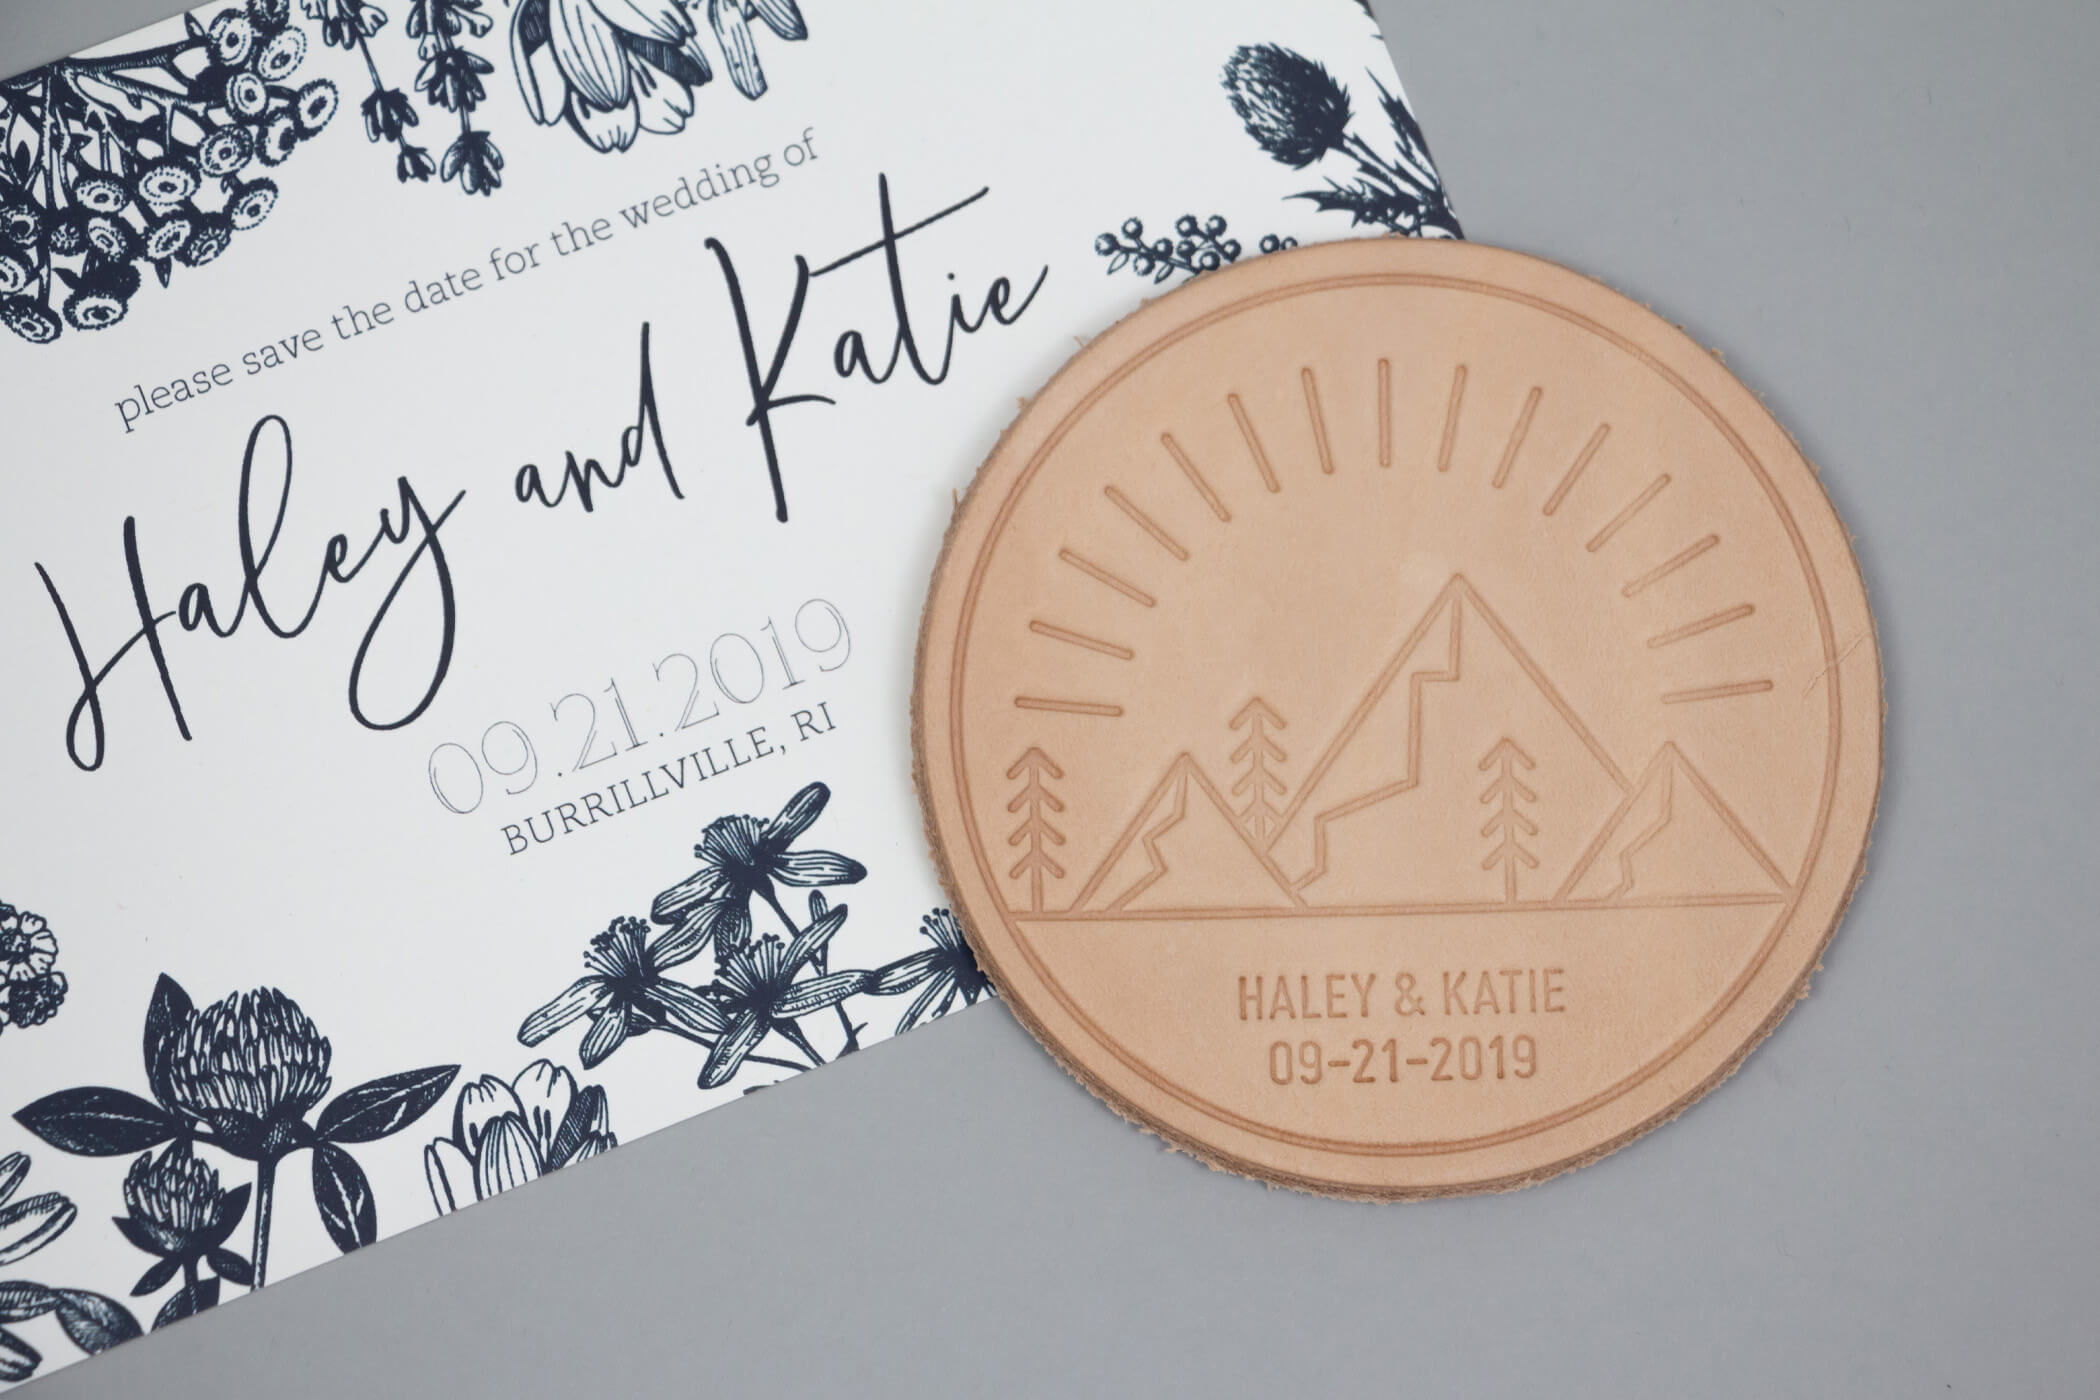 please save the date for the wedding of
Haley and Katie
09.21.2019
BURRILLVILLE, RI
HALEY & KATIE
09-21-2019